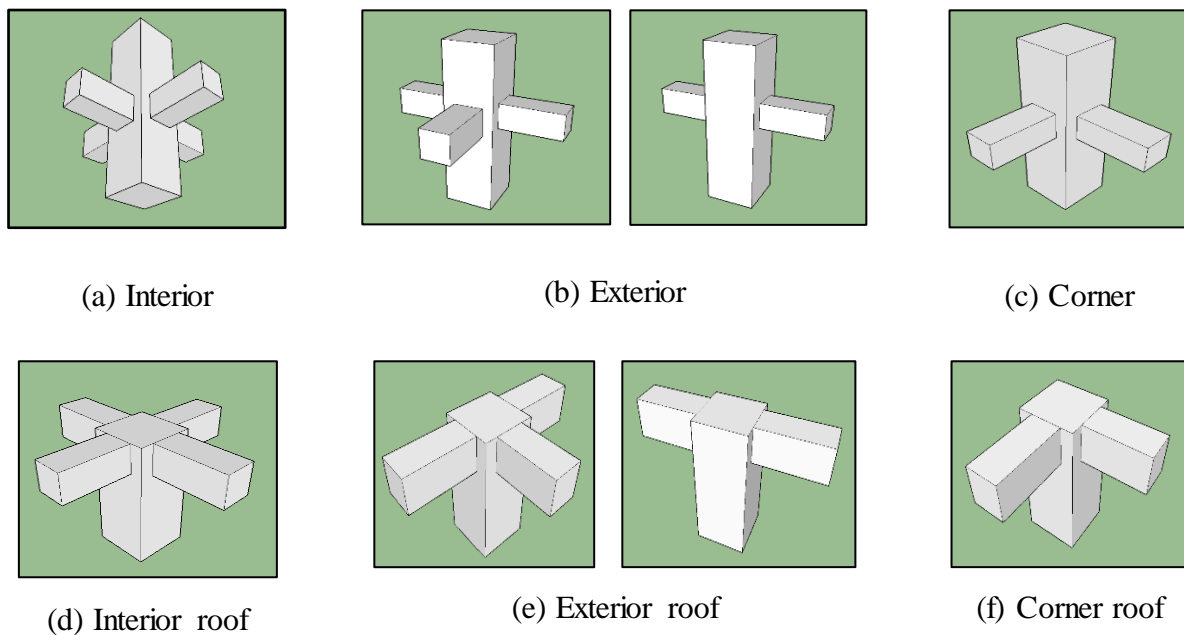 (a) Interior
(b) Exterior
(c) Corner
(d) Interior roof
(e) Exterior roof
(f) Corner roof